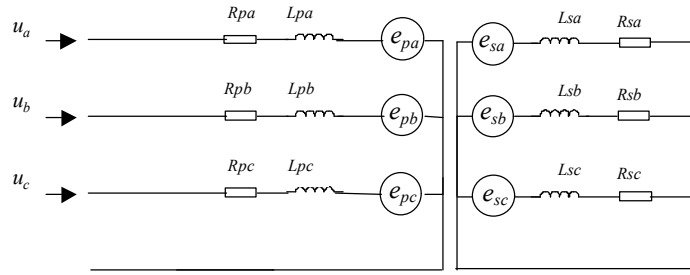 u_a Rpa Lpa e_pa e_sa Lsa Rsa
u_b Rpb Lpb e_pb e_sb Lsb Rsb
u_c Rpc Lpc e_pc e_sc Lsc Rsc